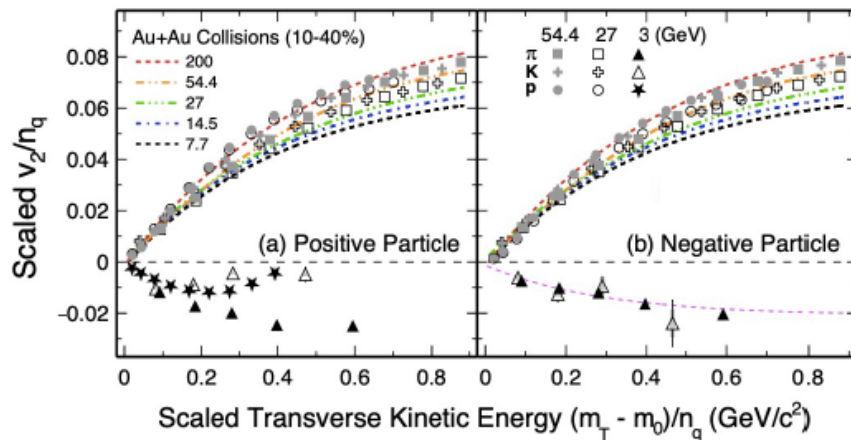 Au+Au Collisions (10-40%)
200
54.4
27
14.5
7.7
54.4 27 3 (GeV)
π
K
p
0.08
0.06
0.04
0.02
0
−0.02
Scaled v2/nq
(a) Positive Particle
(b) Negative Particle
0 0.2 0.4 0.6 0.8 0 0.2 0.4 0.6 0.8
Scaled Transverse Kinetic Energy (mT - m0)/nq (GeV/c2)